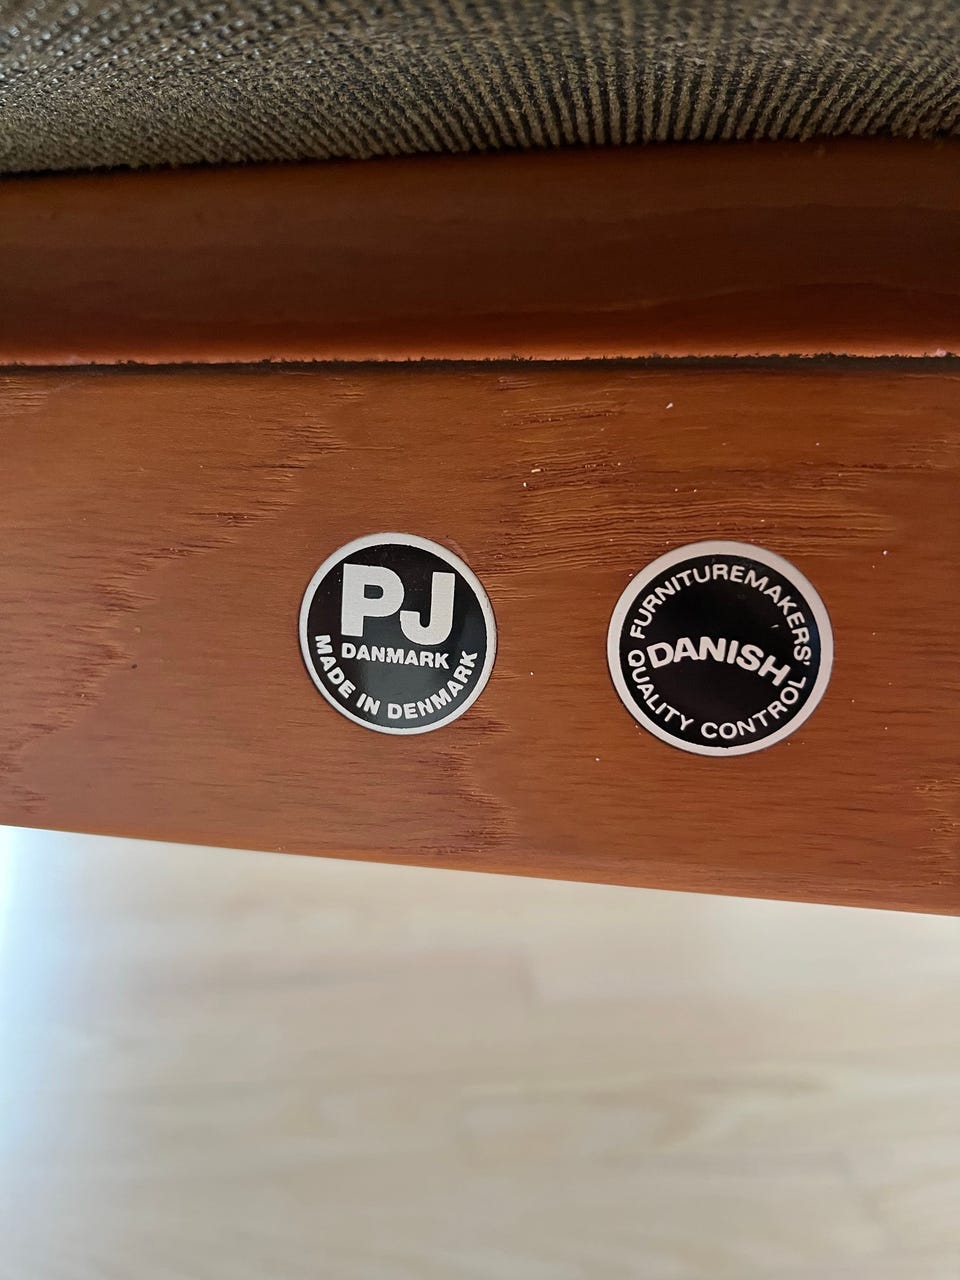 PJ
DANMARK
MADE IN DENMARK
FURNITUREMAKERS'
DANISH
QUALITY CONTROL